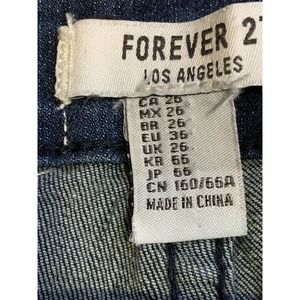 FOREVER 21
LOS ANGELES
CA 26
MX 26
BR 26
EU 36
UK 26
KR 66
JP 66
CN 160/66A
MADE IN CHINA